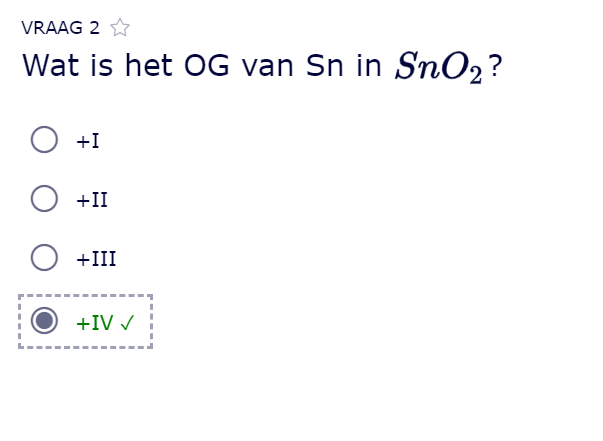 VRAAG 2
Wat is het OG van Sn in SnO₂?
+I
+II
+III
+IV ✓